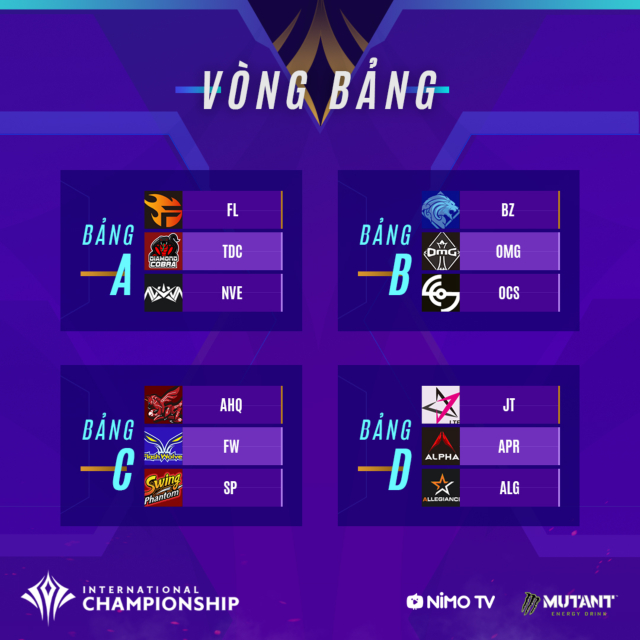 VÒNG BẢNG
BẢNG A
FL
DIAMOND COBRA
TDC
NVE
BẢNG B
BZ
OMG
OMG
OCS
BẢNG C
AHQ
FW
Swing Phantom
SP
BẢNG D
JT
ALPHA
APR
ALLEGIANCE
ALG
INTERNATIONAL
CHAMPIONSHIP
NIMO TV
MUTANT
ENERGY DRINK